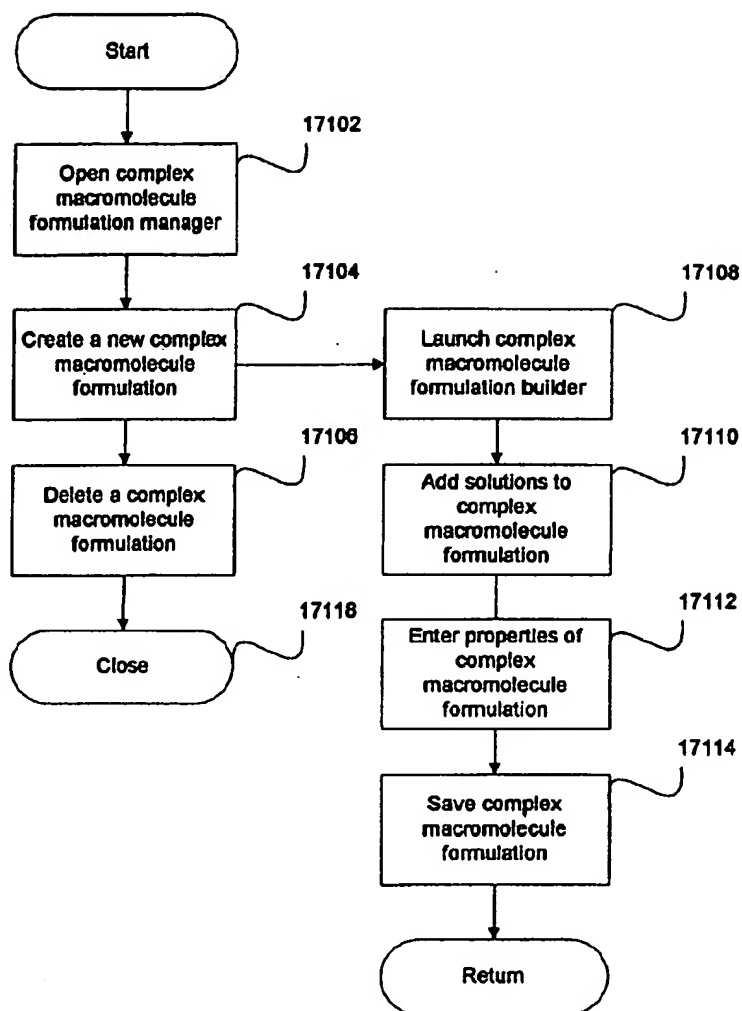 Start
17102
Open complex
macromolecule
formulation manager
17104
Create a new complex
macromolecule
formulation
17106
Delete a complex
macromolecule
formulation
17118
Close
17108
Launch complex
macromolecule
formulation builder
17110
Add solutions to
complex
macromolecule
formulation
17112
Enter properties of
complex
macromolecule
formulation
17114
Save complex
macromolecule
formulation
Return